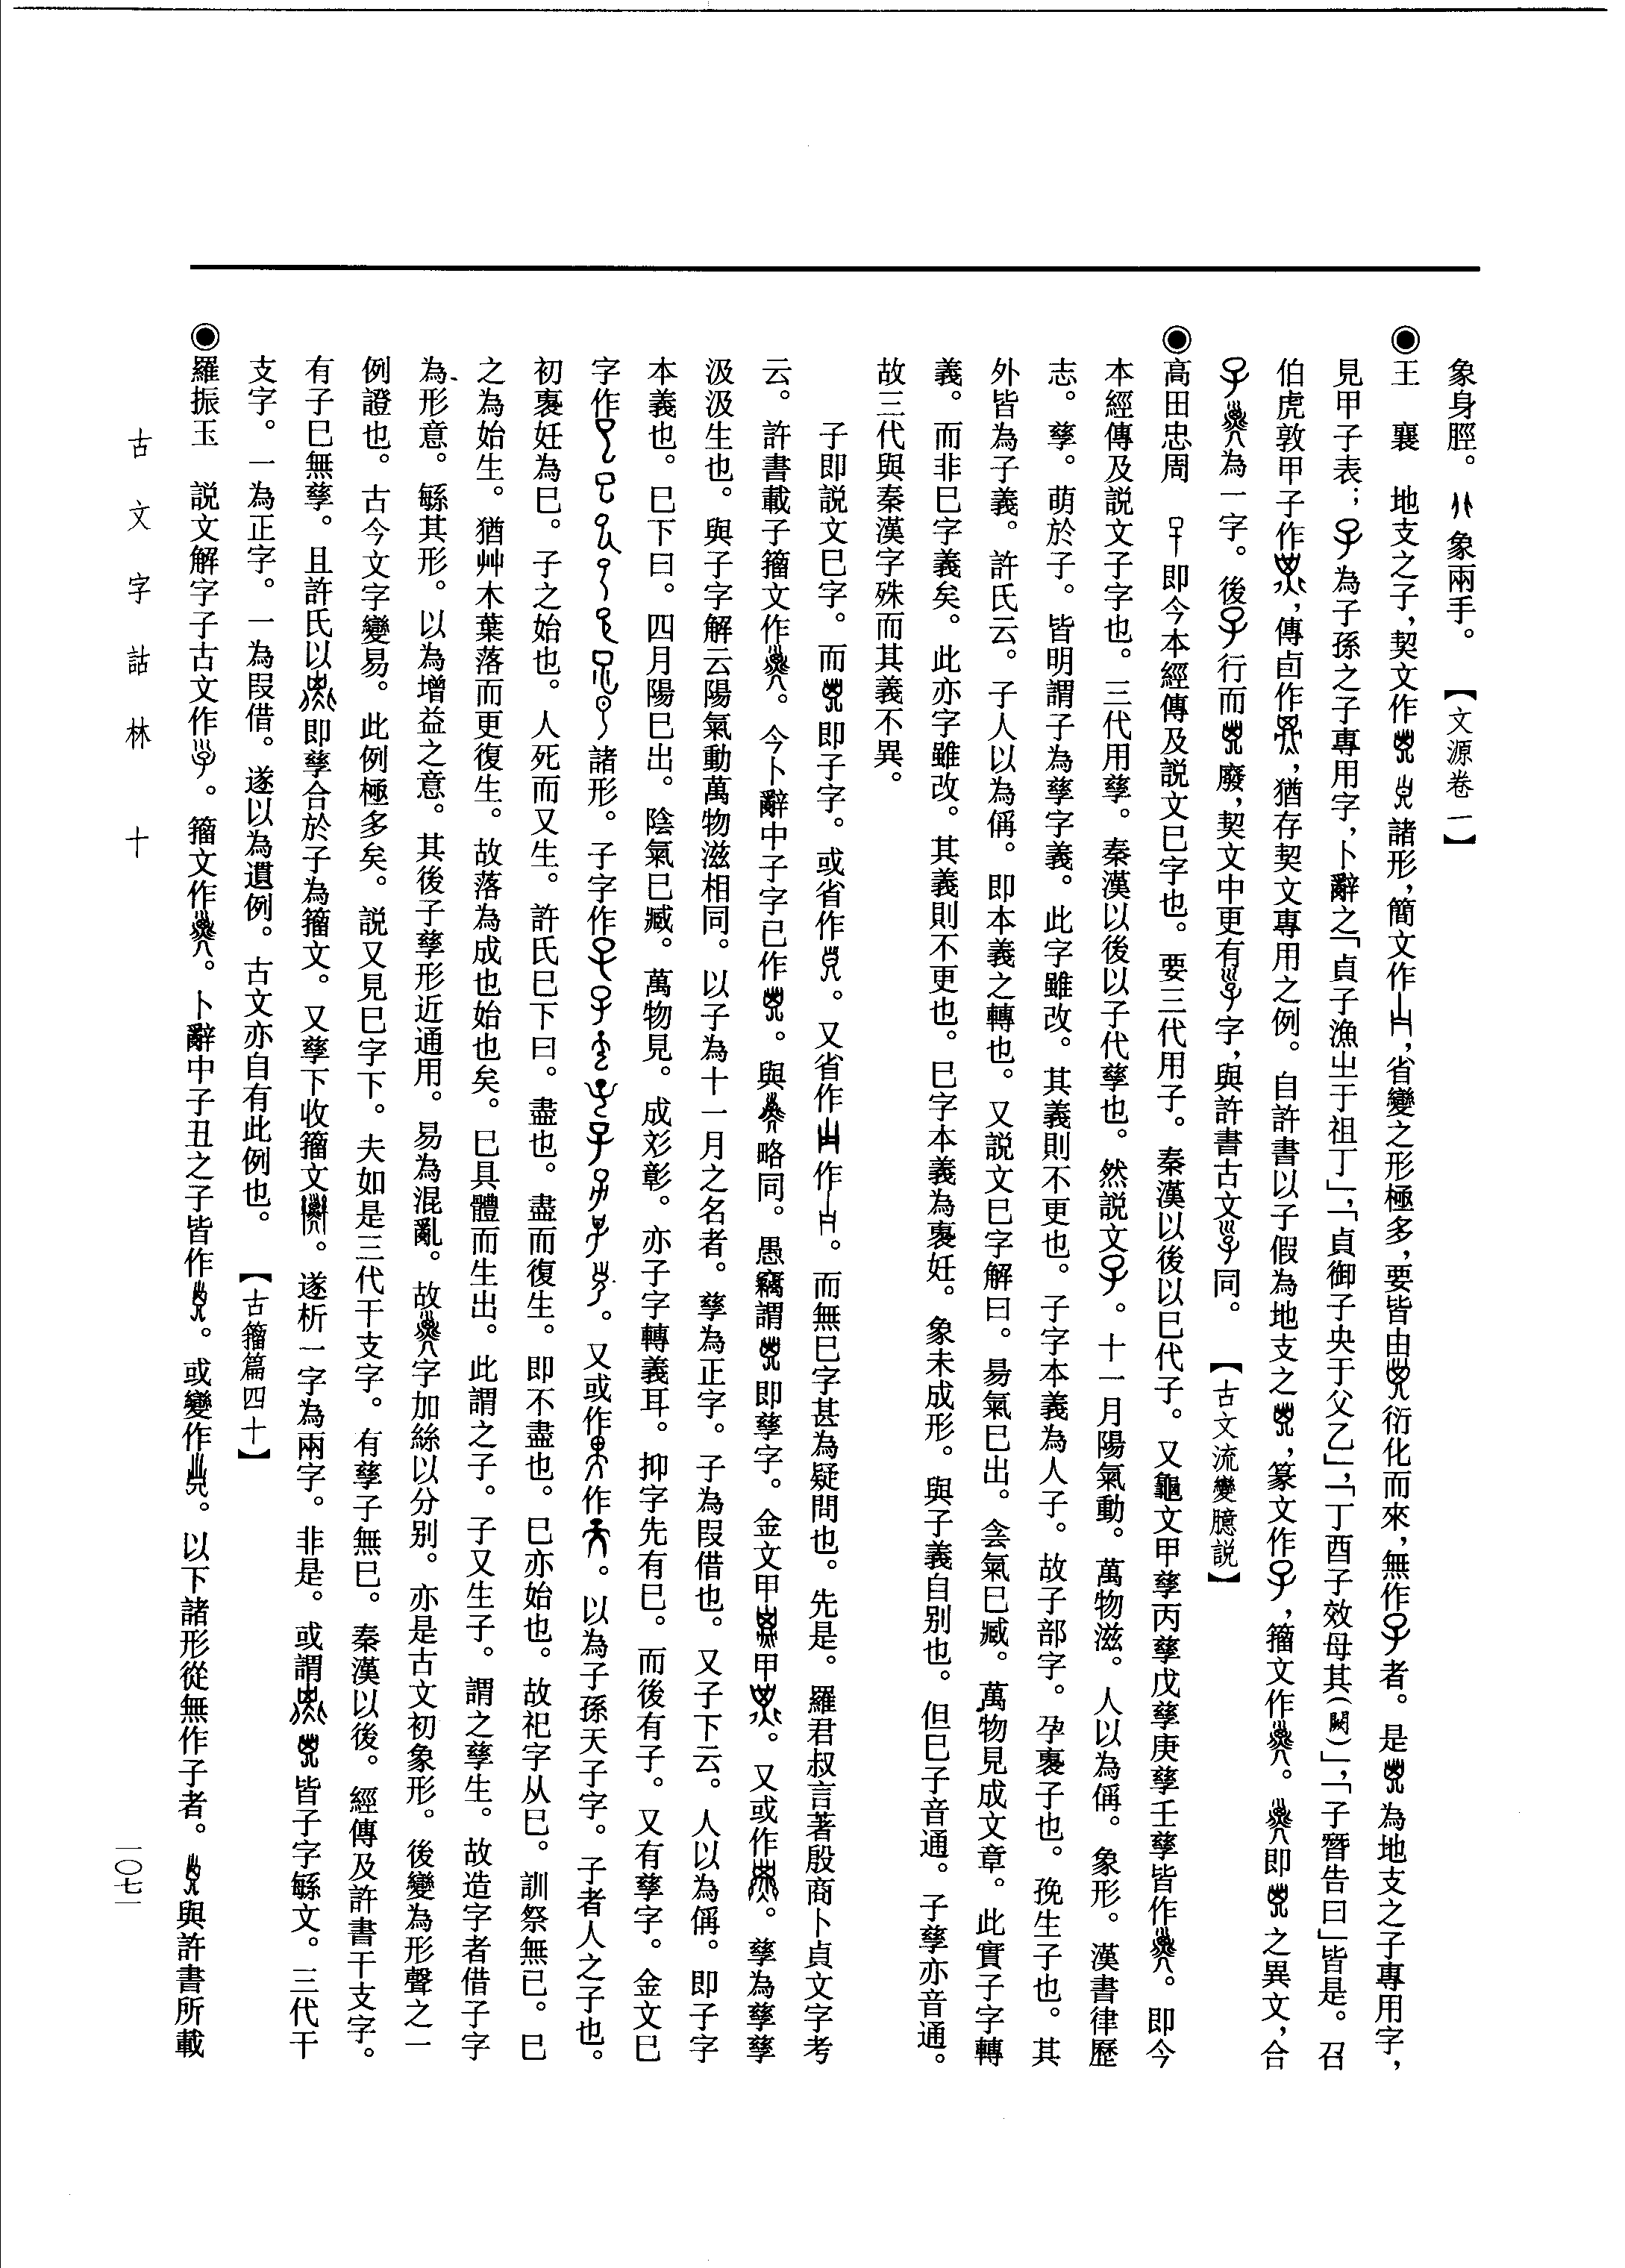 象身脛。象兩手。【文源卷一】
◉王　襄　地支之子,契文作諸形,簡文作,省變之形極多,要皆由衍化而來,無作者。是為地支之子專用字,
見甲子表;為子孫之子專用字,卜辭之「貞子漁㞢于祖丁」,「貞御子央于父乙」,「丁酉子效母其(闕)」,「子㬱告曰」皆是。召
伯虎敦甲子作,傳卣作,猶存契文專用之例。自許書以子假為地支之,篆文作,籀文作。即之異文,合
為一字。後行而廢,契文中更有字,與許書古文同。【古文流變臆説】
◉高田忠周　即今本經傳及説文巳字也。要三代用子。秦漢以後以巳代子。又龜文甲孳丙孳戊孳庚孳壬孳皆作。即今
本經傳及説文子字也。三代用孳。秦漢以後以子代孳也。然説文。十一月陽氣動。萬物滋。人以為偁。象形。漢書律歷
志。孳。萌於子。皆明謂子為孳字義。此字雖改。其義則不更也。子字本義為人子。故子部字。孕褱子也。㝃生子也。其
外皆為子義。許氏云。子人以為偁。即本義之轉也。又説文巳字解曰。昜氣巳出。侌氣巳臧。萬物見成文章。此實子字轉
義。而非巳字義矣。此亦字雖改。其義則不更也。巳字本義為褱妊。象未成形。與子義自别也。但巳子音通。子孳亦音通。
故三代與秦漢字殊而其義不異。
子即説文巳字。而即子字。或省作。又省作作。而無巳字甚為疑問也。先是。羅君叔言著殷商卜貞文字考
云。許書載子籀文作。今卜辭中子字已作。與略同。愚竊謂即孳字。金文甲甲。又或作。孳為孳孳
汲汲生也。與子字解云陽氣動萬物滋相同。以子為十一月之名者。孳為正字。子為叚借也。又子下云。人以為偁。即子字
本義也。巳下曰。四月陽巳出。陰氣巳臧。萬物見。成彣彰。亦子字轉義耳。抑字先有巳。而後有子。又有孳字。金文巳
字作諸形。子字作。又或作作。以為子孫天子字。子者人之子也。
初褱妊為巳。子之始也。人死而又生。許氏巳下曰。盡也。盡而復生。即不盡也。巳亦始也。故祀字从巳。訓祭無已。巳
之為始生。猶艸木葉落而更復生。故落為成也始也矣。巳具體而生出。此謂之子。子又生子。謂之孳生。故造字者借子字
為形意。緐其形。以為增益之意。其後子孳形近通用。易為混亂。故字加絲以分别。亦是古文初象形。後變為形聲之一
例證也。古今文字變易。此例極多矣。説又見巳字下。夫如是三代干支字。有孳子無巳。秦漢以後。經傳及許書干支字。
有子巳無孳。且許氏以即孳合於子為籀文。又孳下收籀文。遂析一字為兩字。非是。或謂皆子字緐文。三代干
支字。一為正字。一為叚借。遂以為遺例。古文亦自有此例也。【古籀篇四十】
◉羅振玉　説文解字子古文作。籀文作。卜辭中子丑之子皆作。或變作。以下諸形從無作子者。與許書所載
古文字詁林　十
一〇七一